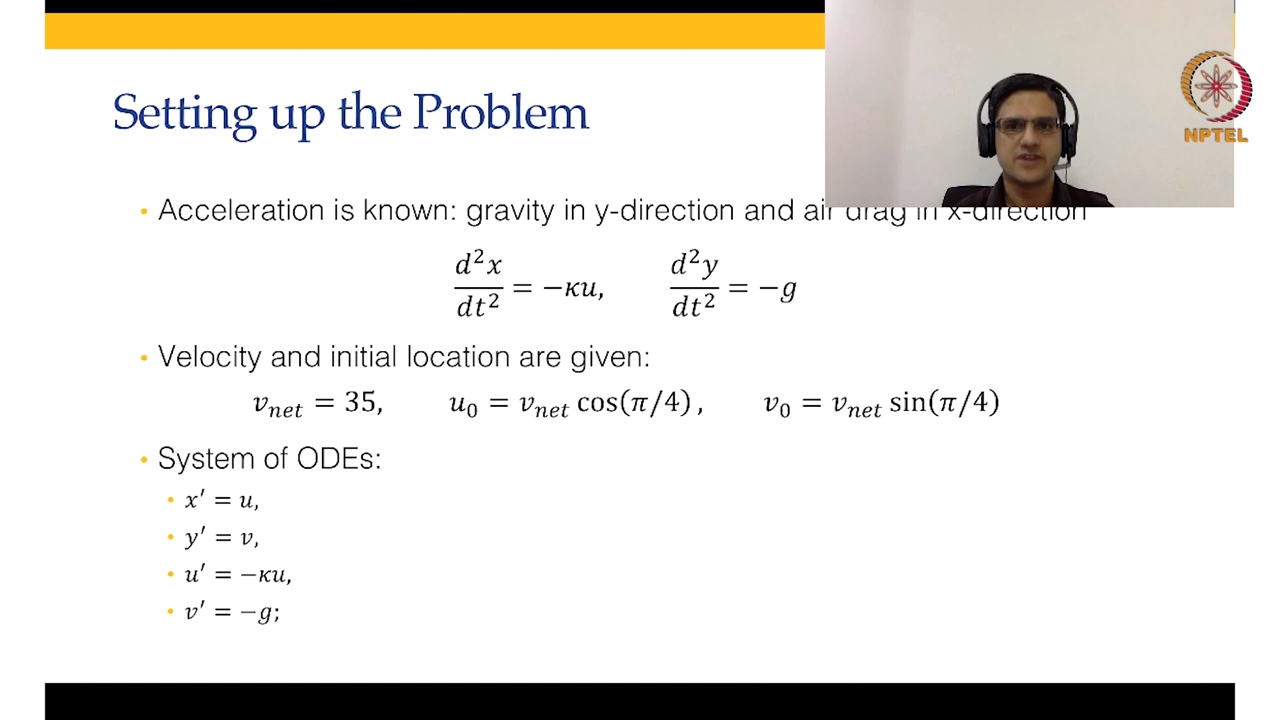 Setting up the Problem
NPTEL
• Acceleration is known: gravity in y-direction and air drag in x-direction
d²x/dt² = −κu, d²y/dt² = −g
• Velocity and initial location are given:
v_net = 35, u₀ = v_net cos(π/4), v₀ = v_net sin(π/4)
• System of ODEs:
• x′ = u,
• y′ = v,
• u′ = −κu,
• v′ = −g;